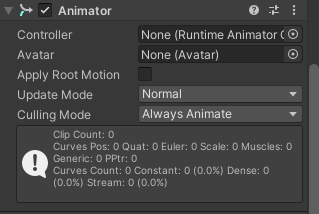 Animator
Controller None (Runtime Animator C
Avatar None (Avatar)
Apply Root Motion
Update Mode Normal
Culling Mode Always Animate
Clip Count: 0
Curves Pos: 0 Quat: 0 Euler: 0 Scale: 0 Muscles: 0
Generic: 0 PPtr: 0
Curves Count: 0 Constant: 0 (0.0%) Dense: 0
(0.0%) Stream: 0 (0.0%)